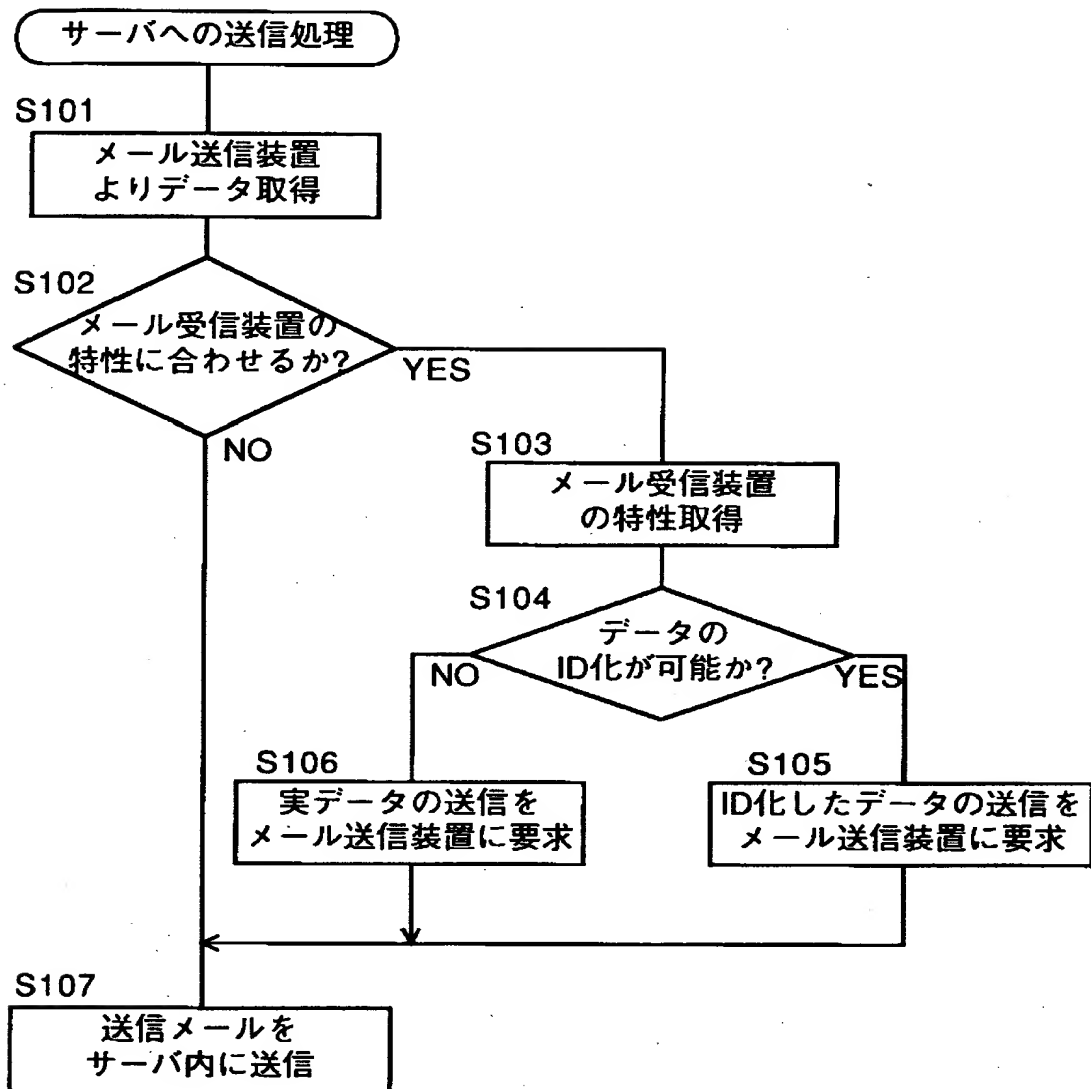 サーバへの送信処理
S101
メール送信装置
よりデータ取得
S102
メール受信装置の
特性に合わせるか?
YES
NO
S103
メール受信装置
の特性取得
S104
データの
ID化が可能か?
NO
YES
S106
実データの送信を
メール送信装置に要求
S105
ID化したデータの送信を
メール送信装置に要求
S107
送信メールを
サーバ内に送信